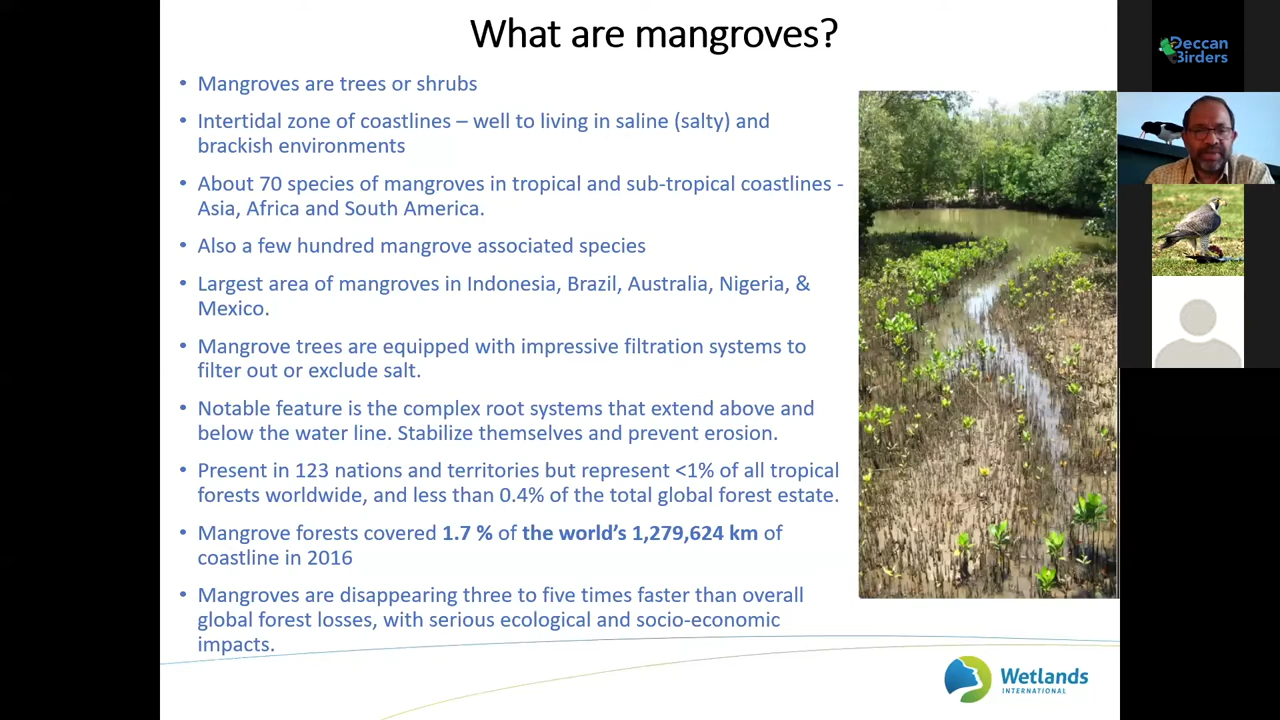 What are mangroves?
• Mangroves are trees or shrubs
• Intertidal zone of coastlines – well to living in saline (salty) and
brackish environments
• About 70 species of mangroves in tropical and sub-tropical coastlines -
Asia, Africa and South America.
• Also a few hundred mangrove associated species
• Largest area of mangroves in Indonesia, Brazil, Australia, Nigeria, &
Mexico.
• Mangrove trees are equipped with impressive filtration systems to
filter out or exclude salt.
• Notable feature is the complex root systems that extend above and
below the water line. Stabilize themselves and prevent erosion.
• Present in 123 nations and territories but represent <1% of all tropical
forests worldwide, and less than 0.4% of the total global forest estate.
• Mangrove forests covered 1.7 % of the world’s 1,279,624 km of
coastline in 2016
• Mangroves are disappearing three to five times faster than overall
global forest losses, with serious ecological and socio-economic
impacts.
Wetlands
INTERNATIONAL
Deccan
Birders